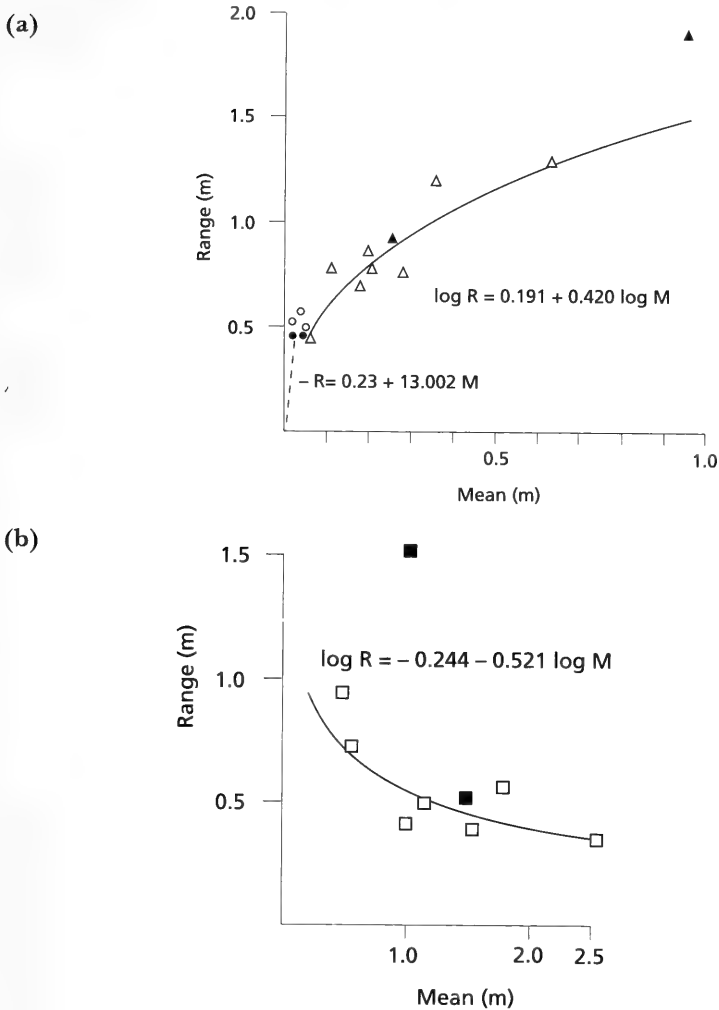 (a)
2.0
1.5
1.0
0.5
Range (m)
log R = 0.191 + 0.420 log M
– R= 0.23 + 13.002 M
0.5
1.0
Mean (m)
(b)
1.5
1.0
0.5
Range (m)
log R = – 0.244 – 0.521 log M
1.0
2.0
2.5
Mean (m)